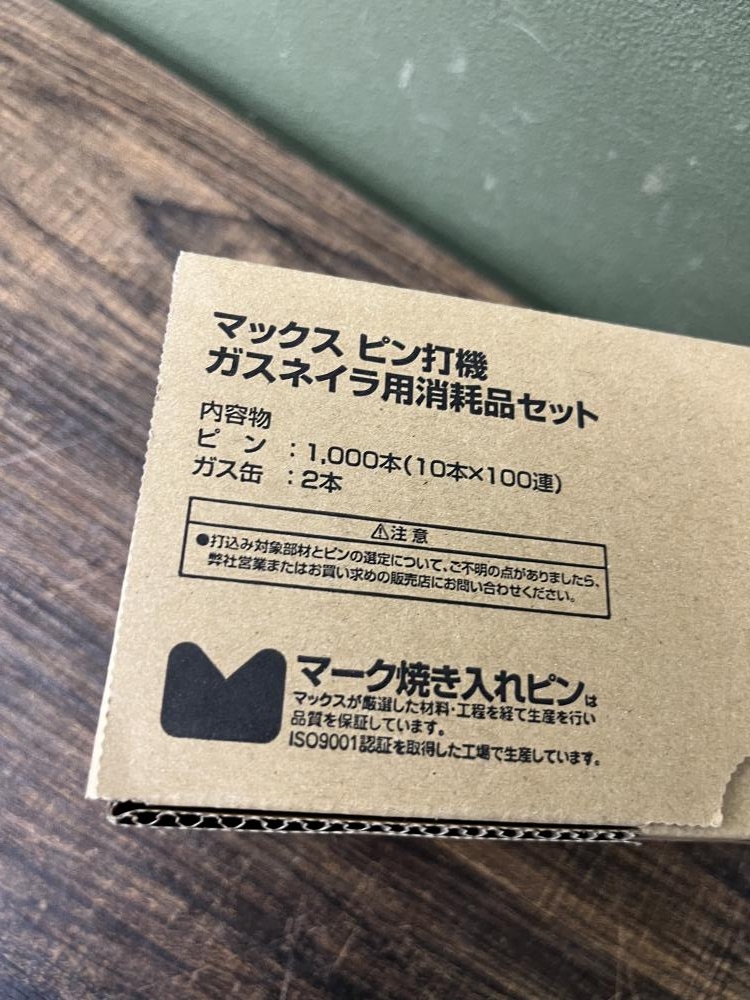 マックス ピン打機
ガスネイラ用消耗品セット
内容物
ピン：1,000本(10本×100連)
ガス缶：2本
⚠注意
●打込み対象部材とピンの選定について、ご不明の点がありましたら、
弊社営業またはお買い求めの販売店にお問い合わせください。
マーク焼き入れピンは
マックスが厳選した材料・工程を経て生産を行い
品質を保証しています。
ISO9001認証を取得した工場で生産しています。